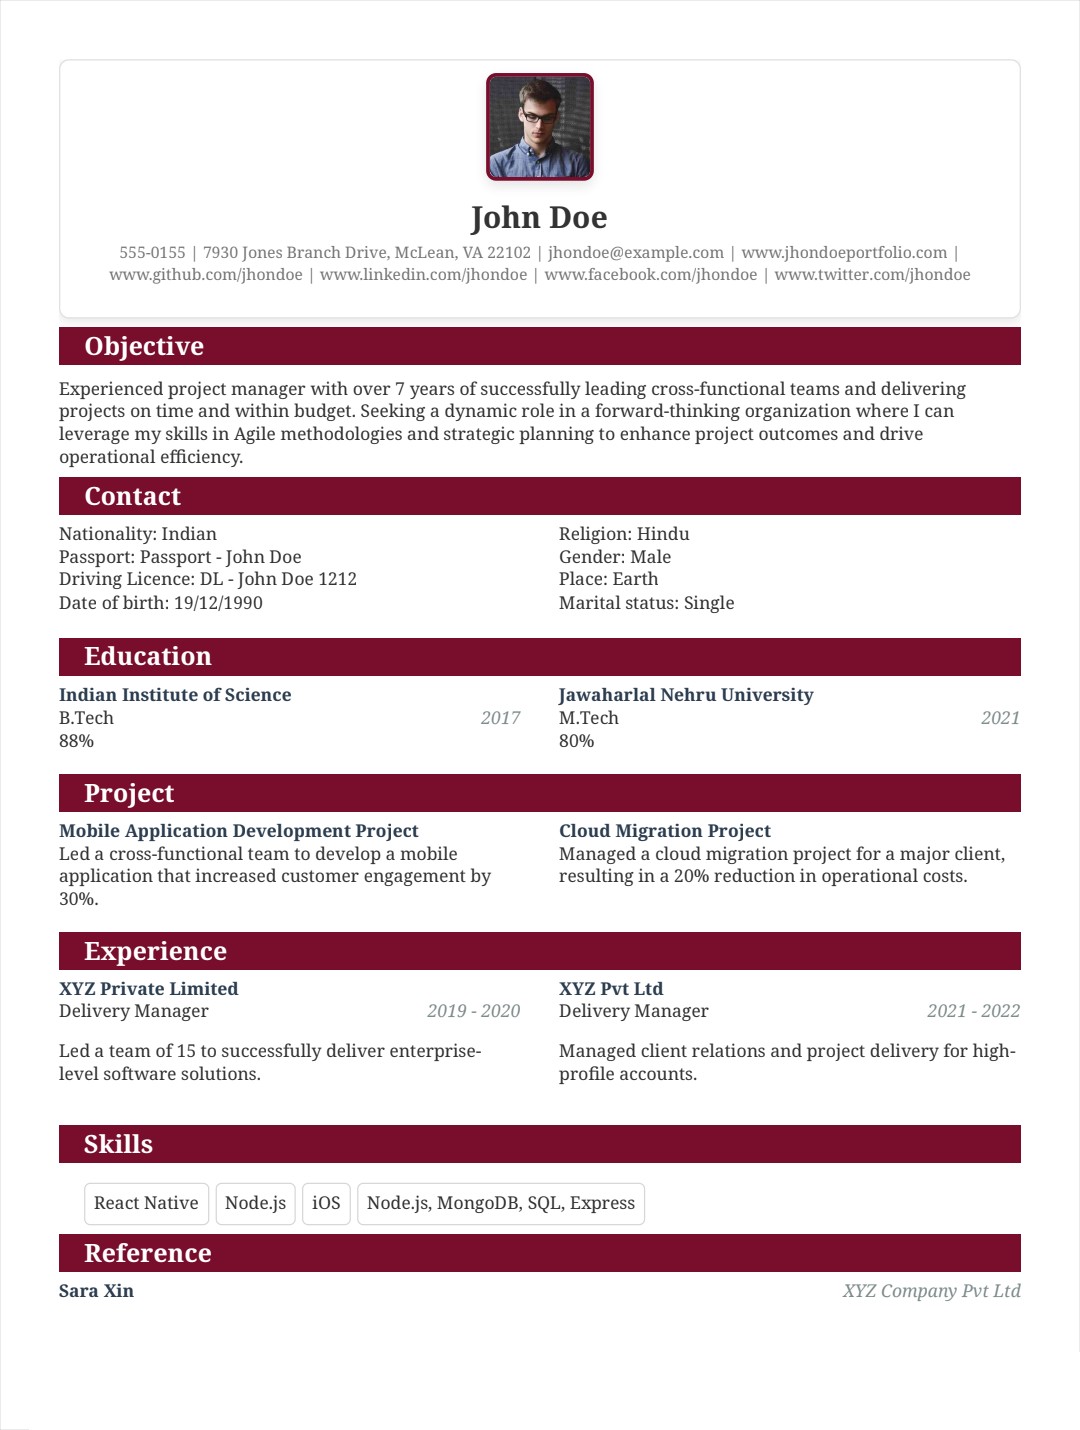 John Doe
555-0155 | 7930 Jones Branch Drive, McLean, VA 22102 | jhondoe@example.com | www.jhondoeportfolio.com |
www.github.com/jhondoe | www.linkedin.com/jhondoe | www.facebook.com/jhondoe | www.twitter.com/jhondoe
Objective
Experienced project manager with over 7 years of successfully leading cross-functional teams and delivering
projects on time and within budget. Seeking a dynamic role in a forward-thinking organization where I can
leverage my skills in Agile methodologies and strategic planning to enhance project outcomes and drive
operational efficiency.
Contact
Nationality: Indian
Religion: Hindu
Passport: Passport - John Doe
Gender: Male
Driving Licence: DL - John Doe 1212
Place: Earth
Date of birth: 19/12/1990
Marital status: Single
Education
Indian Institute of Science
B.Tech 2017
88%
Jawaharlal Nehru University
M.Tech 2021
80%
Project
Mobile Application Development Project
Led a cross-functional team to develop a mobile
application that increased customer engagement by
30%.
Cloud Migration Project
Managed a cloud migration project for a major client,
resulting in a 20% reduction in operational costs.
Experience
XYZ Private Limited
Delivery Manager 2019 - 2020
Led a team of 15 to successfully deliver enterprise-
level software solutions.
XYZ Pvt Ltd
Delivery Manager 2021 - 2022
Managed client relations and project delivery for high-
profile accounts.
Skills
React Native Node.js iOS Node.js, MongoDB, SQL, Express
Reference
Sara Xin XYZ Company Pvt Ltd